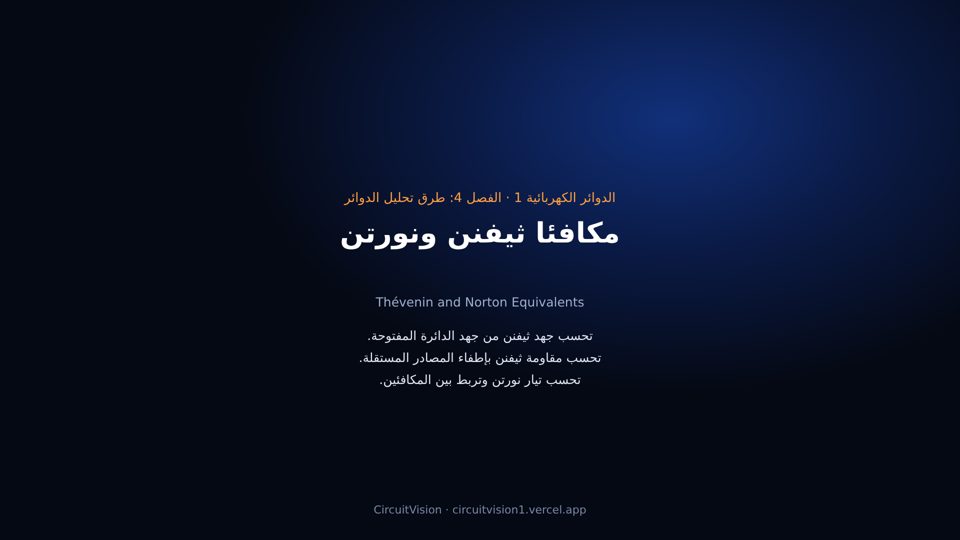 الدوائر الكهربائية 1 · الفصل 4: طرق تحليل الدوائر
مكافئا ثيفنن ونورتن
Thévenin and Norton Equivalents
تحسب جهد ثيفنن من جهد الدائرة المفتوحة.
تحسب مقاومة ثيفنن بإطفاء المصادر المستقلة.
تحسب تيار نورتن وتربط بين المكافئين.
CircuitVision · circuitvision1.vercel.app